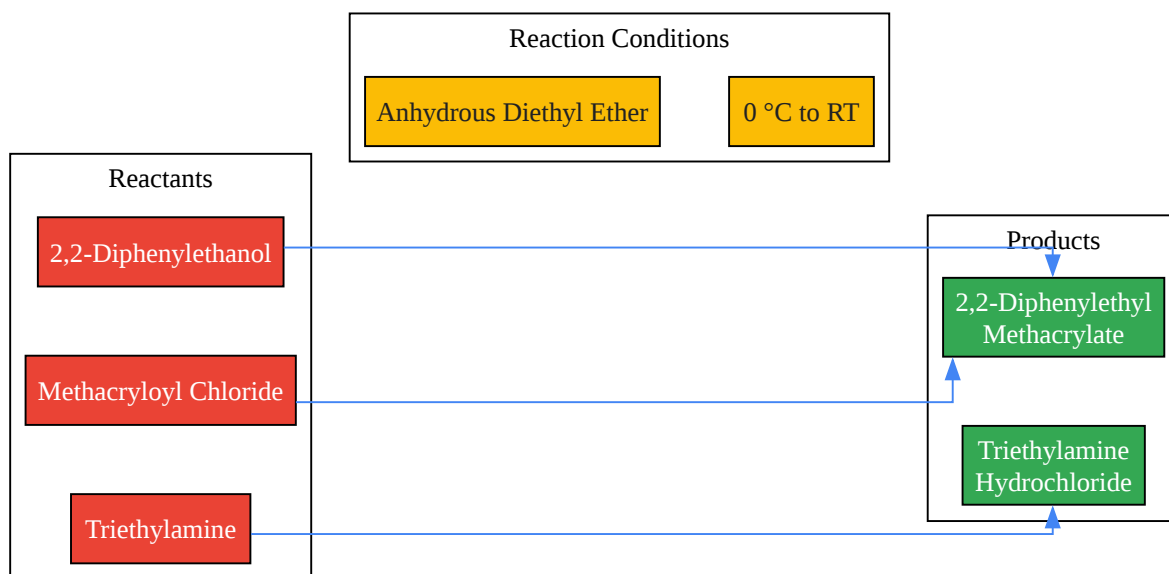 Reaction Conditions
Anhydrous Diethyl Ether
0 °C to RT
Reactants
2,2-Diphenylethanol
Methacryloyl Chloride
Triethylamine
Products
2,2-Diphenylethyl
Methacrylate
Triethylamine
Hydrochloride